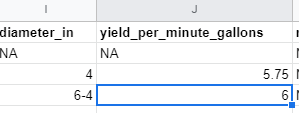 I J
diameter_in yield_per_minute_gallons
NA NA
4 5.75
6-4 6